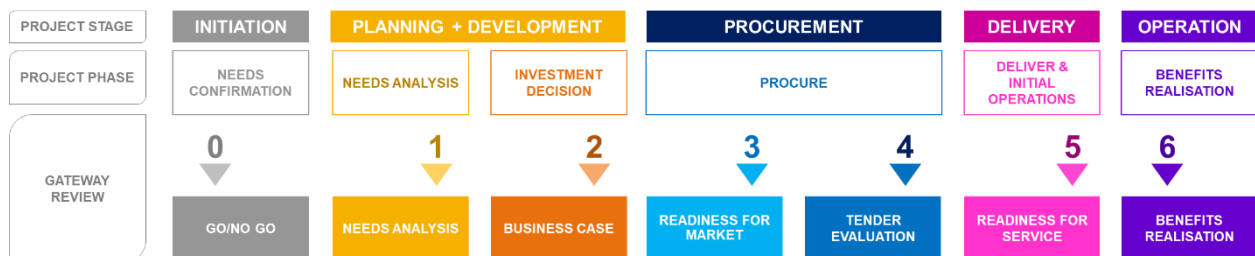 PROJECT STAGE
INITIATION
PLANNING + DEVELOPMENT
PROCUREMENT
DELIVERY
OPERATION
PROJECT PHASE
NEEDS
CONFIRMATION
NEEDS ANALYSIS
INVESTMENT
DECISION
PROCURE
DELIVER &
INITIAL
OPERATIONS
BENEFITS
REALISATION
GATEWAY
REVIEW
0
1
2
3
4
5
6
GO/NO GO
NEEDS ANALYSIS
BUSINESS CASE
READINESS FOR
MARKET
TENDER
EVALUATION
READINESS FOR
SERVICE
BENEFITS
REALISATION